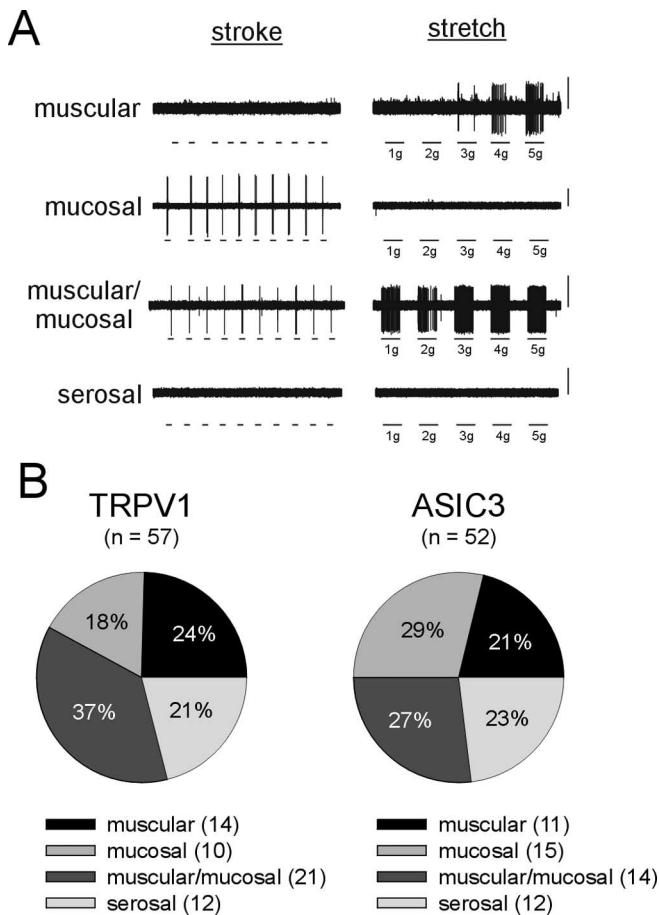 A
stroke stretch
muscular
1g 2g 3g 4g 5g
mucosal
1g 2g 3g 4g 5g
muscular/
mucosal
1g 2g 3g 4g 5g
serosal
1g 2g 3g 4g 5g
B
TRPV1 ASIC3
(n = 57) (n = 52)
18% 24% 29% 21%
37% 21% 27% 23%
muscular (14) muscular (11)
mucosal (10) mucosal (15)
muscular/mucosal (21) muscular/mucosal (14)
serosal (12) serosal (12)